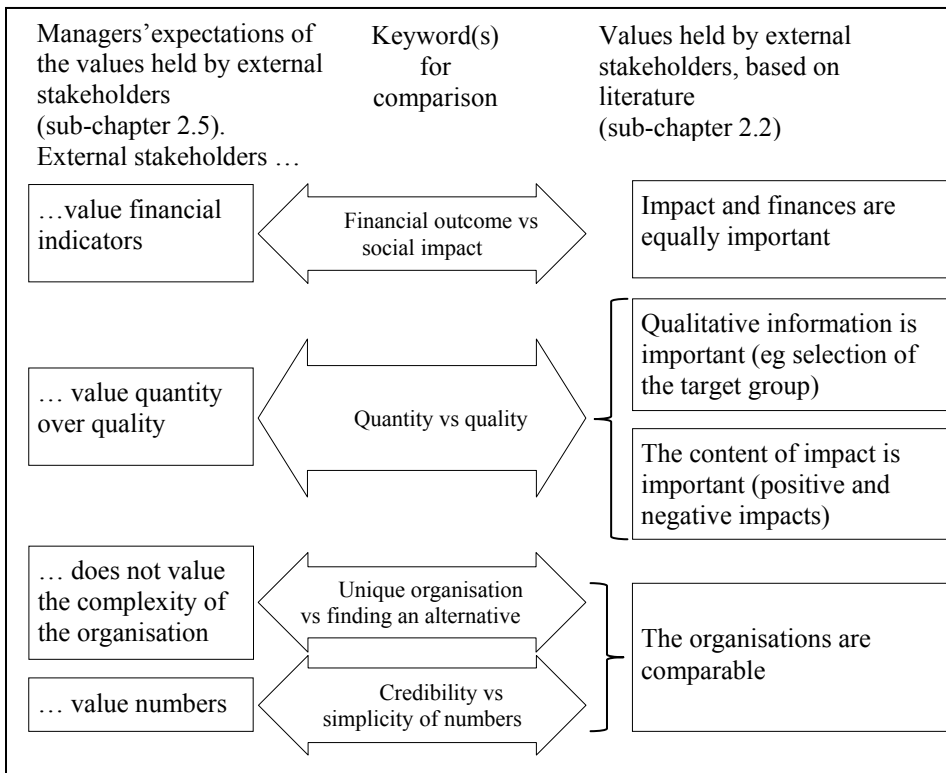 Managers’expectations of
the values held by external
stakeholders
(sub-chapter 2.5).
External stakeholders …
Keyword(s)
for
comparison
Values held by external
stakeholders, based on
literature
(sub-chapter 2.2)
…value financial
indicators
Financial outcome vs
social impact
Impact and finances are
equally important
… value quantity
over quality
Quantity vs quality
Qualitative information is
important (eg selection of
the target group)
The content of impact is
important (positive and
negative impacts)
… does not value
the complexity of
the organisation
Unique organisation
vs finding an alternative
… value numbers
Credibility vs
simplicity of numbers
The organisations are
comparable